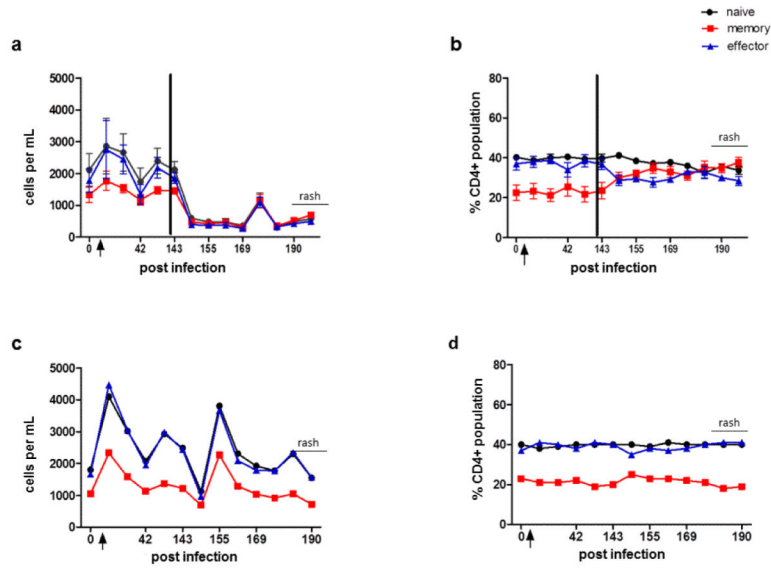 naive
memory
effector
a
5000
4000
3000
2000
1000
0
cells per mL
rash
0 42 143 155 169 190
post infection
b
80
60
40
20
0
% CD4+ population
rash
0 42 143 155 169 190
post infection
c
5000
4000
3000
2000
1000
0
cells per mL
rash
0 42 143 155 169 190
post infection
d
80
60
40
20
0
% CD4+ population
rash
0 42 143 155 169 190
post infection